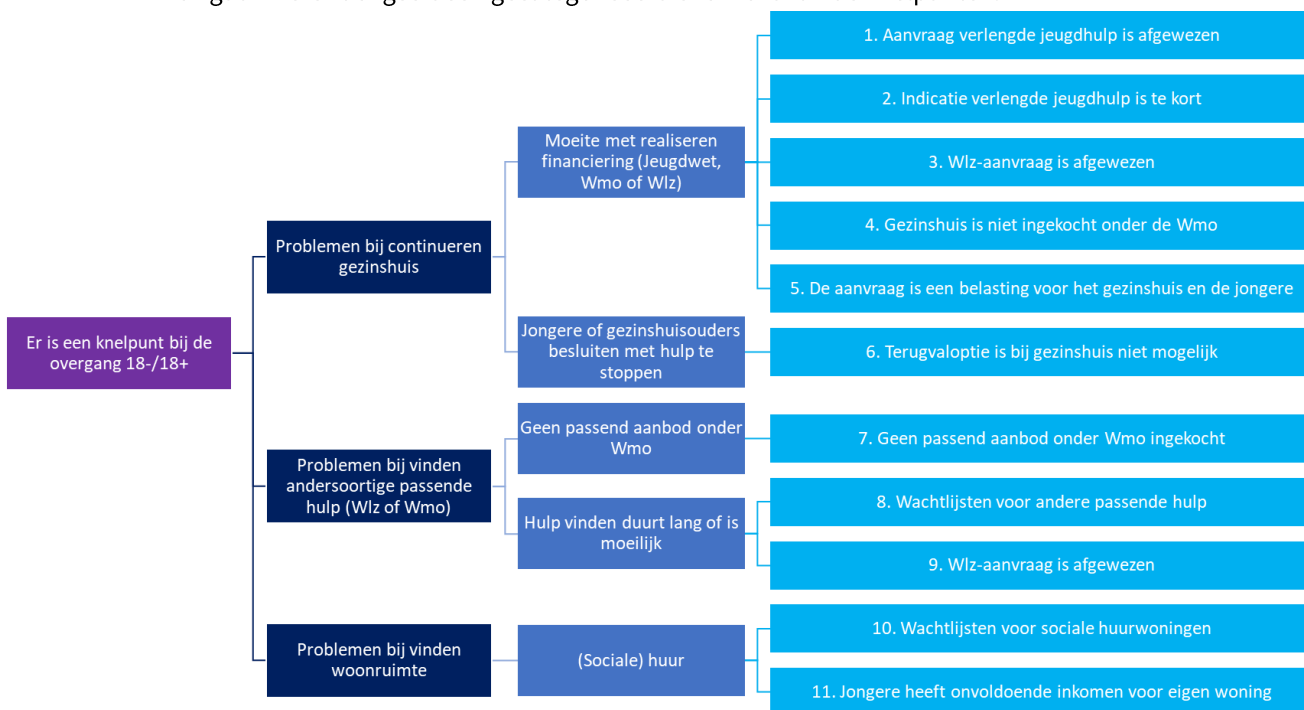 1. Aanvraag verlengde jeugdhulp is afgewezen
2. Indicatie verlengde jeugdhulp is te kort
Moeite met realiseren
financiering (Jeugdwet,
Wmo of Wlz)
3. Wlz-aanvraag is afgewezen
4. Gezinshuis is niet ingekocht onder de Wmo
Problemen bij continueren
gezinshuis
5. De aanvraag is een belasting voor het gezinshuis en de jongere
Er is een knelpunt bij de
overgang 18-/18+
Jongere of gezinshuisouders
besluiten met hulp te
stoppen
6. Terugvaloptie is bij gezinshuis niet mogelijk
Geen passend aanbod onder
Wmo
7. Geen passend aanbod onder Wmo ingekocht
Problemen bij vinden
andersoortige passende
hulp (Wlz of Wmo)
8. Wachtlijsten voor andere passende hulp
Hulp vinden duurt lang of is
moeilijk
9. Wlz-aanvraag is afgewezen
10. Wachtlijsten voor sociale huurwoningen
Problemen bij vinden
woonruimte
(Sociale) huur
11. Jongere heeft onvoldoende inkomen voor eigen woning